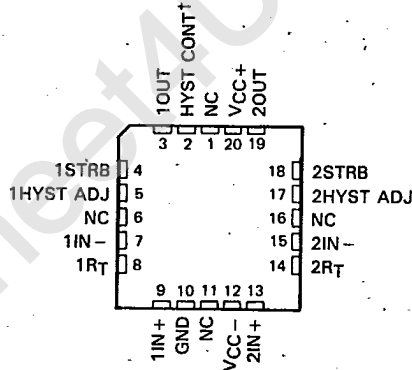 1OUT
HYST CONT†
NC
VCC+
2OUT
3 2 1 20 19
1STRB 4
1HYST ADJ 5
NC 6
1IN− 7
1RT 8
18 2STRB
17 2HYST ADJ
16 NC
15 2IN−
14 2RT
9 10 11 12 13
1IN+
GND
NC
VCC−
2IN+